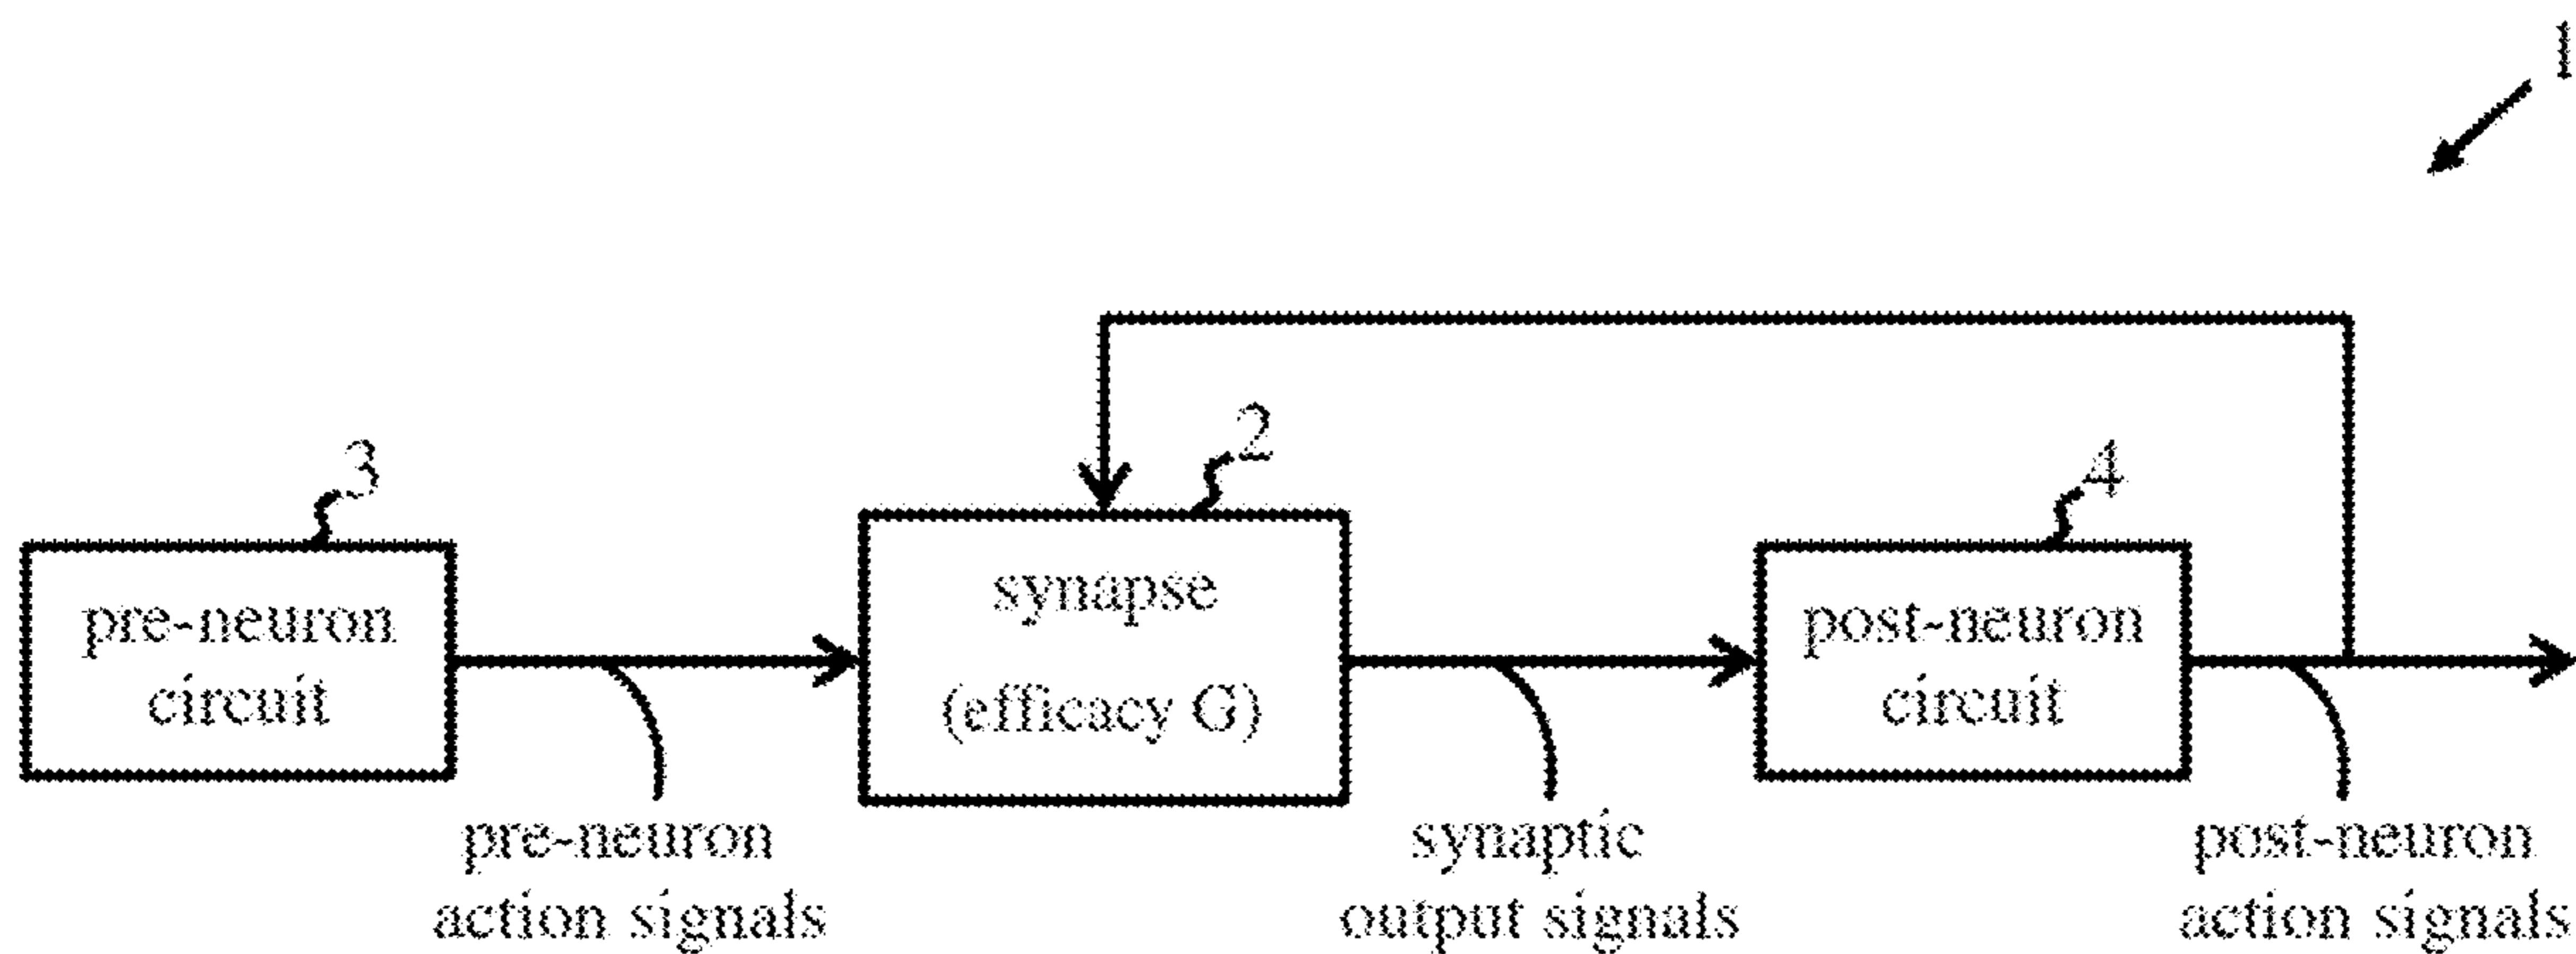 1
2
3
4
pre-neuron
circuit
synapse
(efficacy G)
post-neuron
circuit
pre-neuron
action signals
synaptic
output signals
post-neuron
action signals